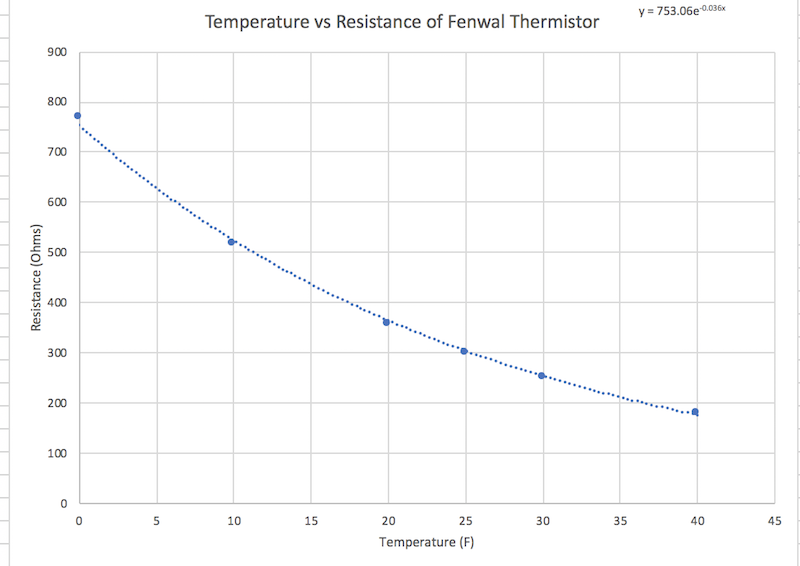 Temperature vs Resistance of Fenwal Thermistor
y = 753.06e-0.036x
900
800
700
600
500
400
300
200
100
0
Resistance (Ohms)
0 5 10 15 20 25 30 35 40 45
Temperature (F)